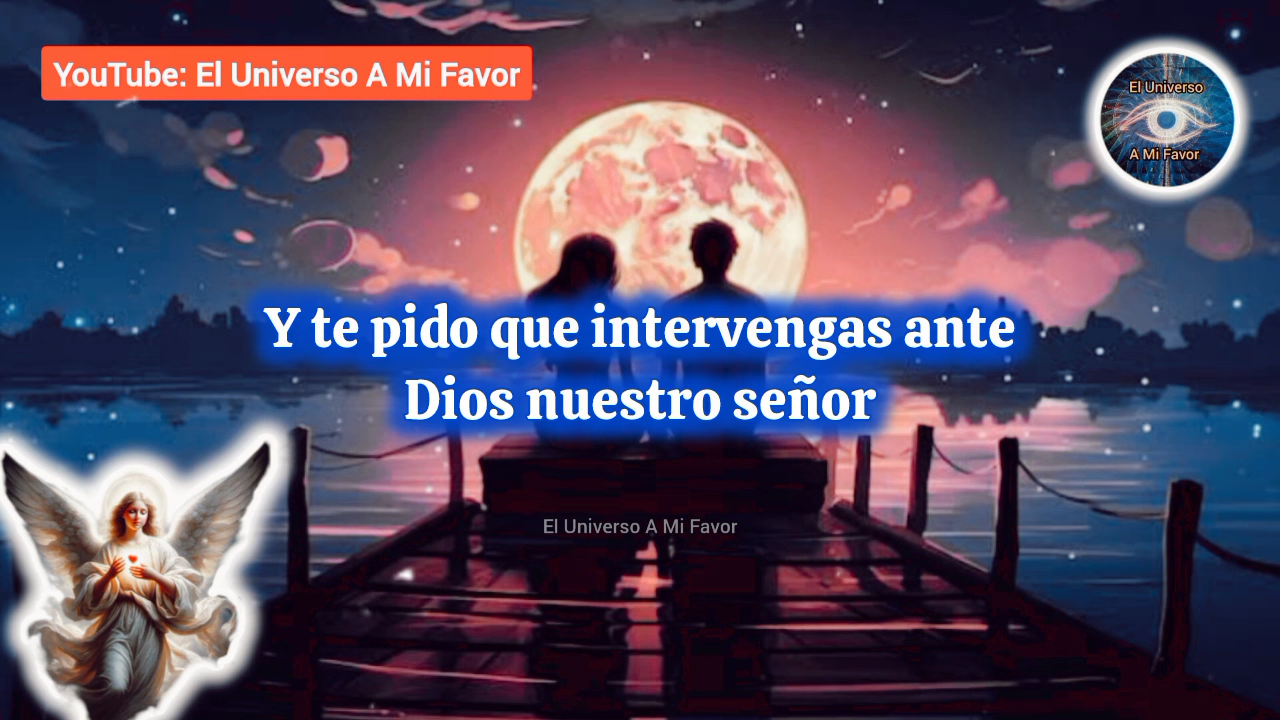 YouTube: El Universo A Mi Favor
El Universo
A Mi Favor
Y te pido que intervengas ante
Dios nuestro señor
El Universo A Mi Favor